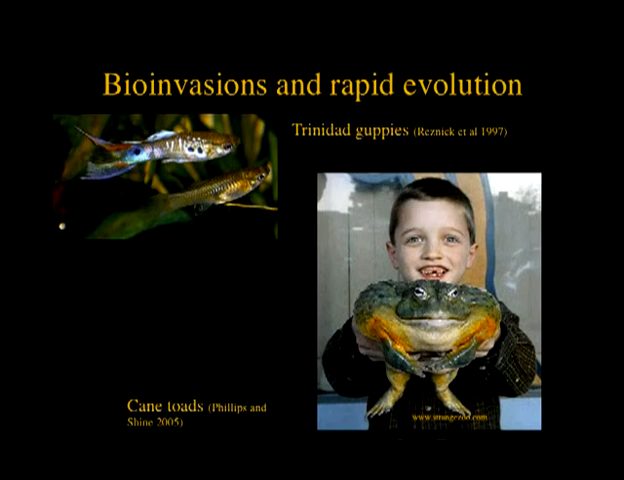 Bioinvasions and rapid evolution
Trinidad guppies (Reznick et al 1997)
Cane toads (Phillips and
Shine 2005)
www.strangezoo.com